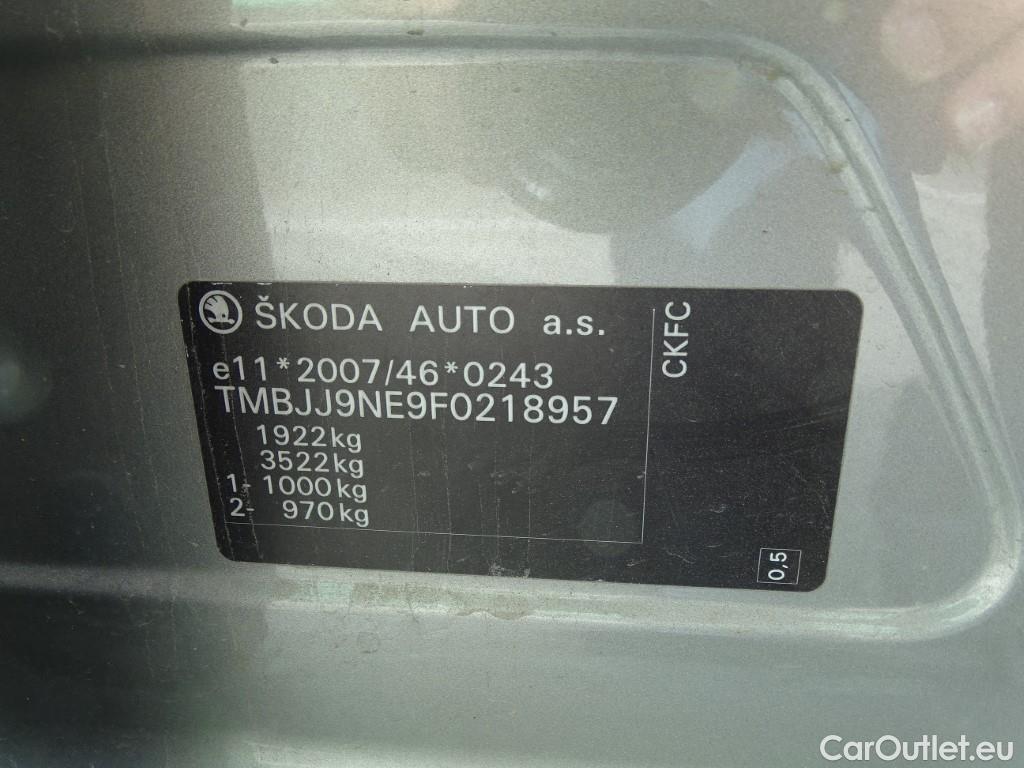 ŠKODA AUTO a.s.
e11*2007/46*0243
TMBJJ9NE9F0218957
1922kg
3522kg
1- 1000kg
2- 970kg
CKFC
0,5
CarOutlet.eu